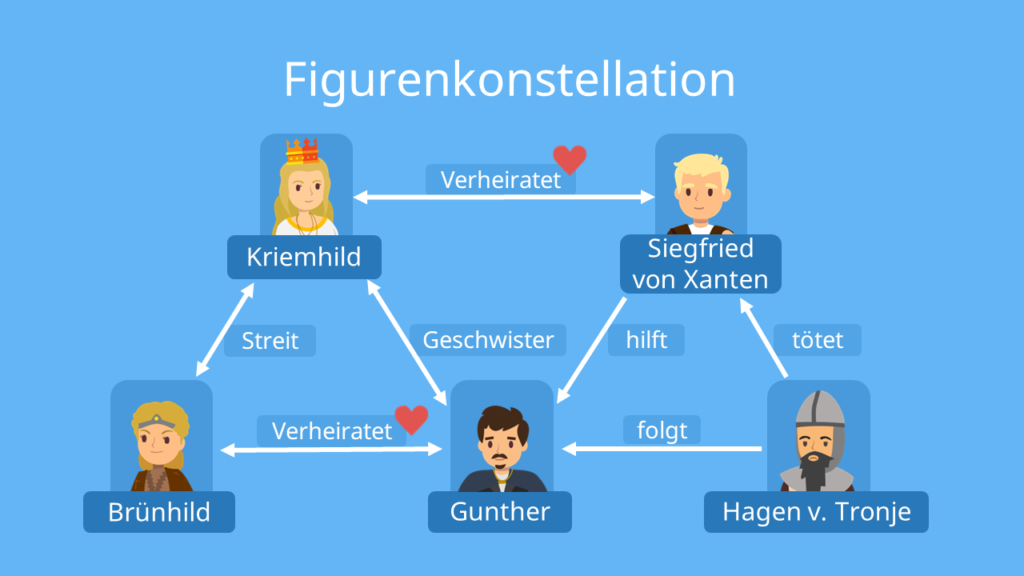 Figurenkonstellation
Verheiratet
Kriemhild
Siegfried
von Xanten
Streit
Geschwister
hilft
tötet
Verheiratet
folgt
Brünhild
Gunther
Hagen v. Tronje